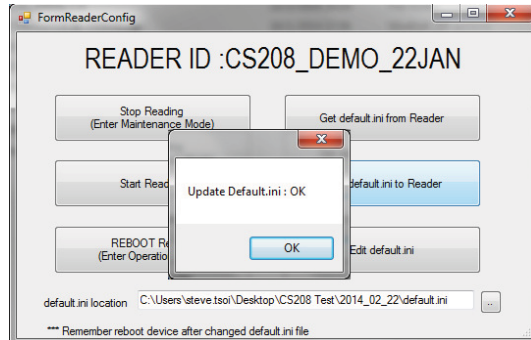 FormReaderConfig
READER ID :CS208_DEMO_22JAN
Stop Reading
(Enter Maintenance Mode)
Get default.ini from Reader
Start Read
default.ini to Reader
Update Default.ini : OK
OK
REBOOT Re
(Enter Operatio
Edit default.ini
default.ini location
C:\Users\steve.tsoi\Desktop\CS208 Test\2014_02_22\default.ini
..
*** Remember reboot device after changed default.ini file